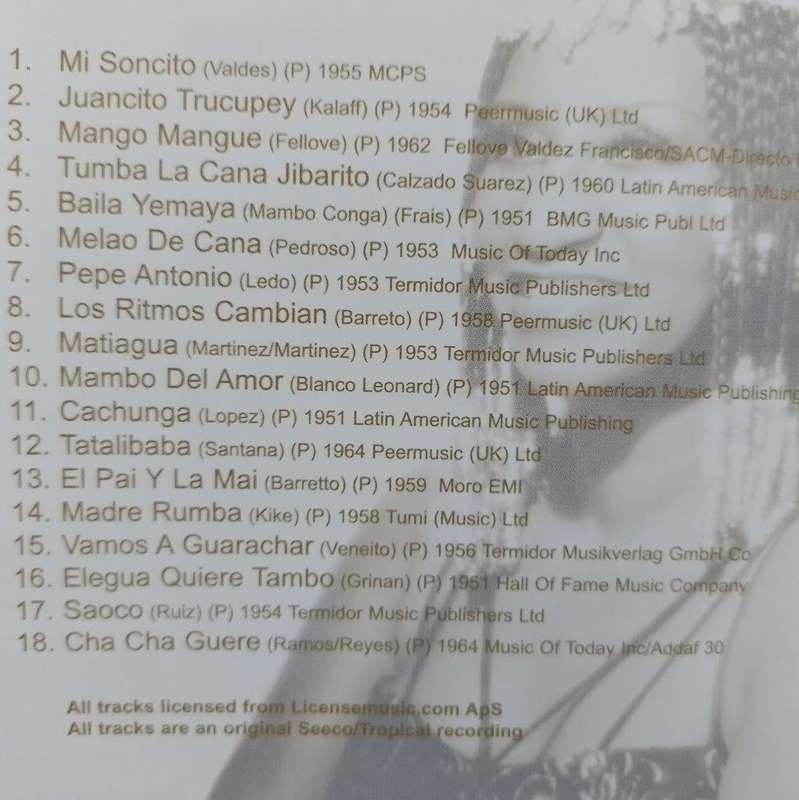 1. Mi Soncito (Valdes) (P) 1955 MCPS
2. Juancito Trucupey (Kalaff) (P) 1954 Peermusic (UK) Ltd
3. Mango Mangue (Fellove) (P) 1962 Fellove Valdez Francisco/SACM-Directo
4. Tumba La Cana Jibarito (Calzado Suarez) (P) 1960 Latin American Music
5. Baila Yemaya (Mambo Conga) (Frais) (P) 1951 BMG Music Publ Ltd
6. Melao De Cana (Pedroso) (P) 1953 Music Of Today Inc
7. Pepe Antonio (Ledo) (P) 1953 Termidor Music Publishers Ltd
8. Los Ritmos Cambian (Barreto) (P) 1958 Peermusic (UK) Ltd
9. Matiagua (Martinez/Martinez) (P) 1953 Termidor Music Publishers Ltd
10. Mambo Del Amor (Blanco Leonard) (P) 1951 Latin American Music Publishing
11. Cachunga (Lopez) (P) 1951 Latin American Music Publishing
12. Tatalibaba (Santana) (P) 1964 Peermusic (UK) Ltd
13. El Pai Y La Mai (Barretto) (P) 1959 Moro EMI
14. Madre Rumba (Kike) (P) 1958 Tumi (Music) Ltd
15. Vamos A Guarachar (Veneito) (P) 1956 Termidor Musikverlag GmbH Co
16. Elegua Quiere Tambo (Grinan) (P) 1951 Hall Of Fame Music Company
17. Saoco (Ruiz) (P) 1954 Termidor Music Publishers Ltd
18. Cha Cha Guere (Ramos/Reyes) (P) 1964 Music Of Today Inc/Addaf 30
All tracks licensed from Licensemusic.com ApS
All tracks are an original Seeco/Tropical recording